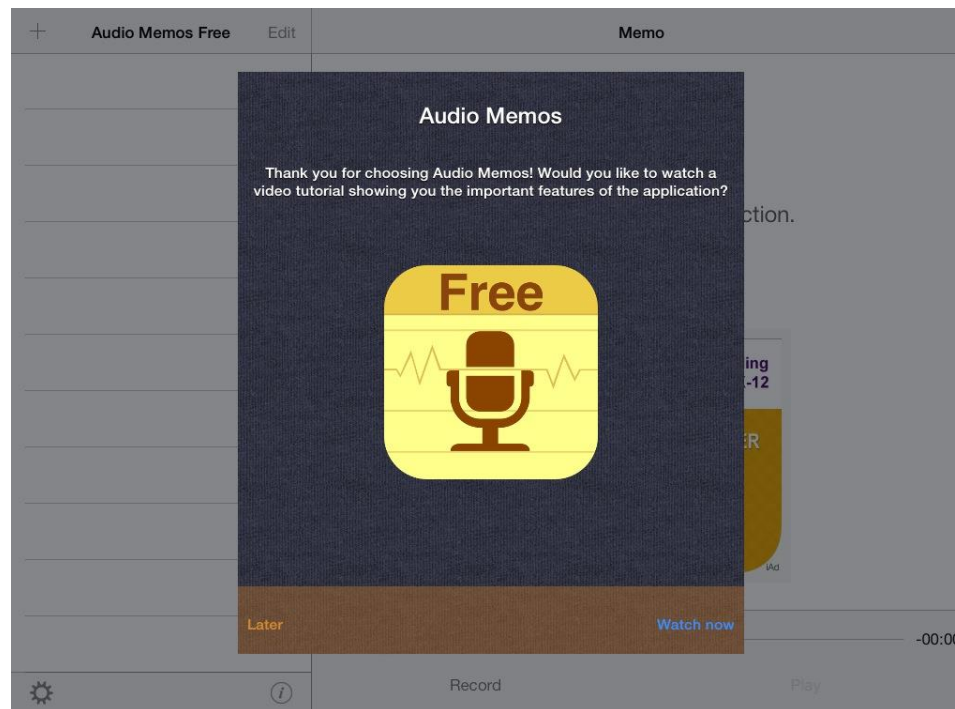 Audio Memos Free Edit
Memo
Audio Memos
Thank you for choosing Audio Memos! Would you like to watch a
video tutorial showing you the important features of the application?
ction.
Free
ing
-12
ER
iAd
Later
Watch now
-00:00
Record
Play